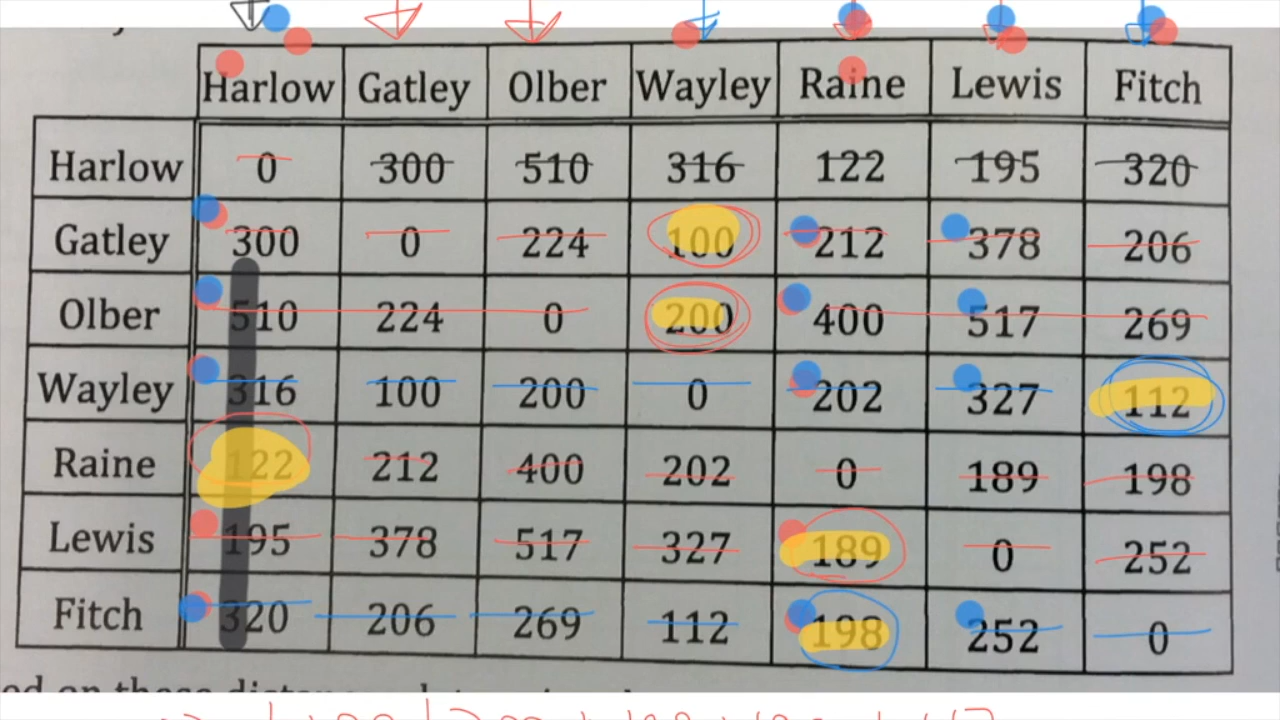 Harlow Gatley Olber Wayley Raine Lewis Fitch
Harlow 0 300 510 316 122 195 320
Gatley 300 0 224 100 212 378 206
Olber 510 224 0 200 400 517 269
Wayley 316 100 200 0 202 327 112
Raine 122 212 400 202 0 189 198
Lewis 195 378 517 327 189 0 252
Fitch 320 206 269 112 198 252 0